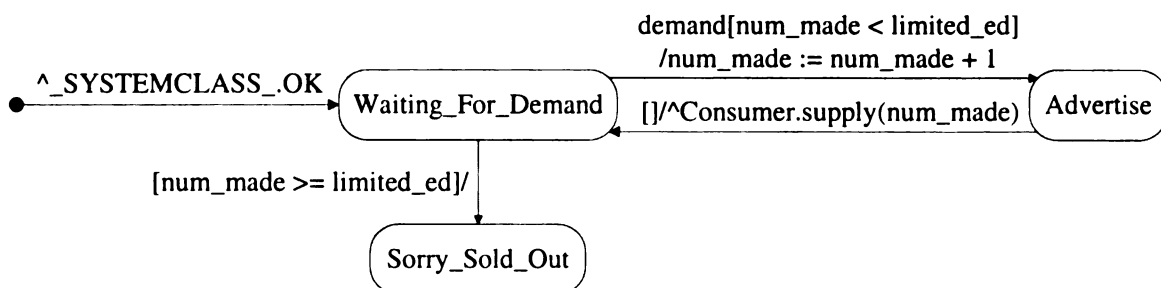 demand[num_made < limited_ed]
/num_made := num_made + 1
^_SYSTEMCLASS_.OK
Waiting_For_Demand
Advertise
[]/^Consumer.supply(num_made)
[num_made >= limited_ed]/
Sorry_Sold_Out